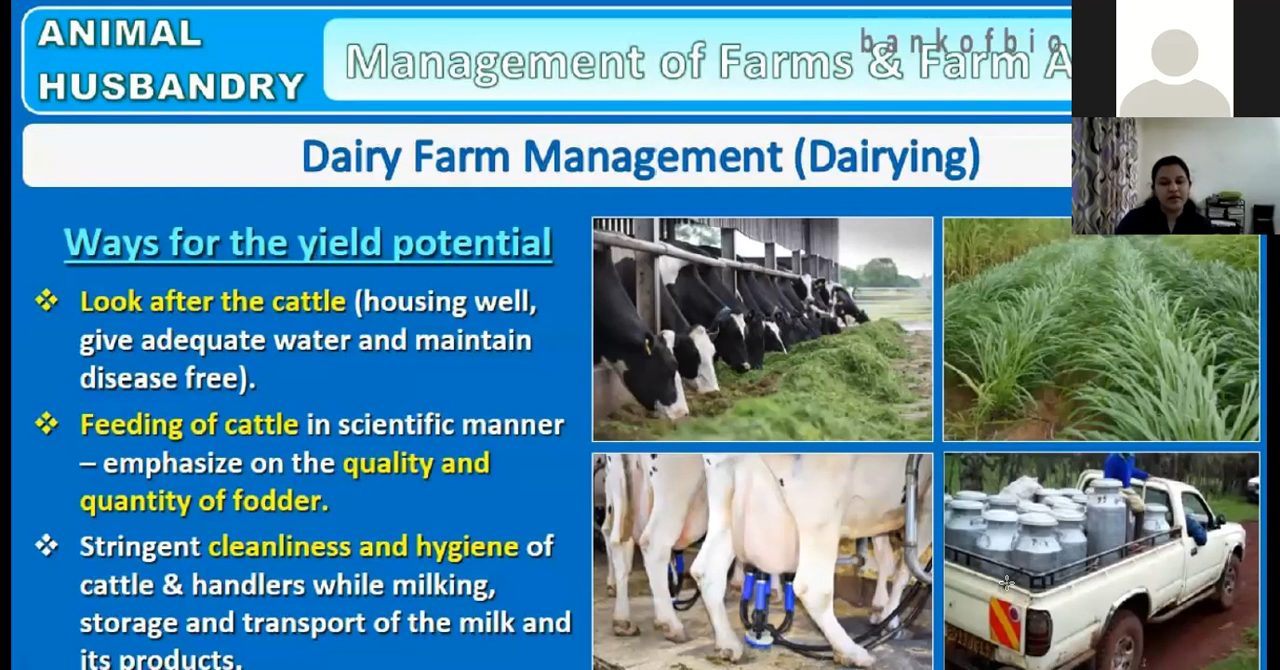 ANIMAL
HUSBANDRY
bankofbio
Management of Farms & Farm A
Dairy Farm Management (Dairying)
Ways for the yield potential
❖ Look after the cattle (housing well,
give adequate water and maintain
disease free).
❖ Feeding of cattle in scientific manner
– emphasize on the quality and
quantity of fodder.
❖ Stringent cleanliness and hygiene of
cattle & handlers while milking,
storage and transport of the milk and
its products.